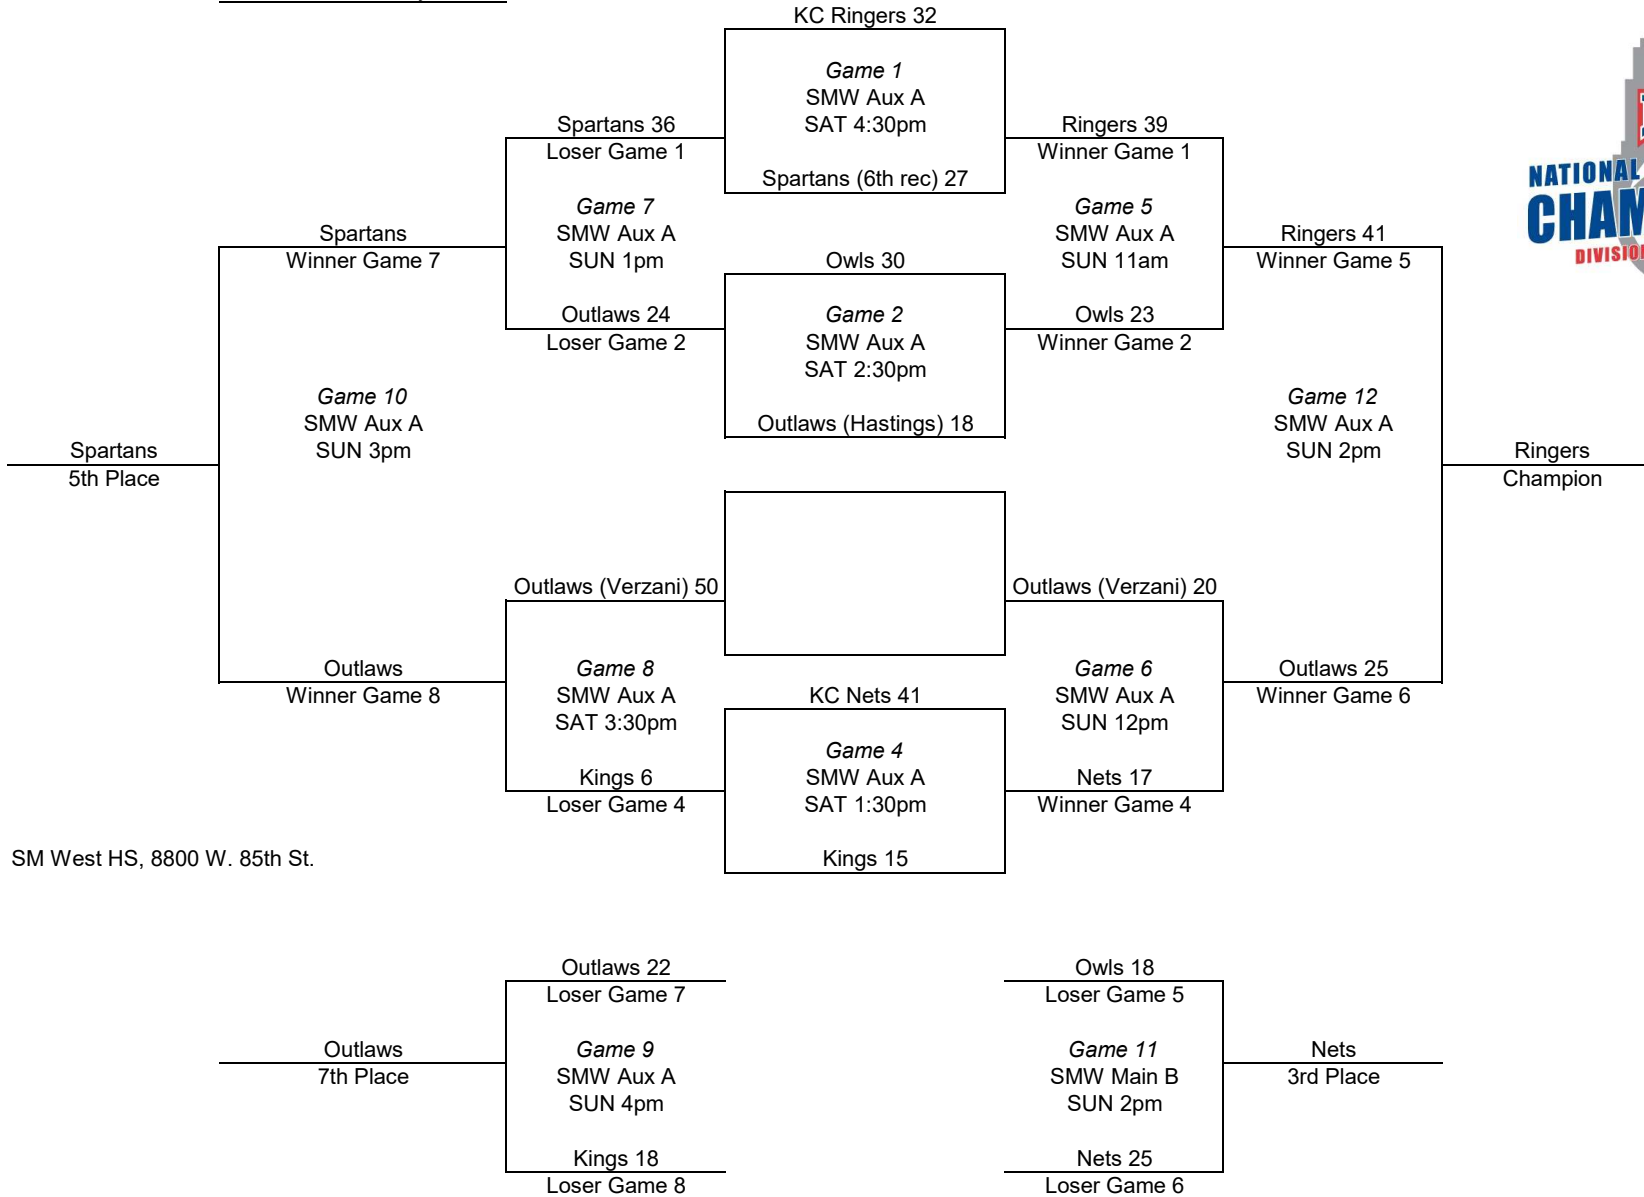 KC Ringers 32
Game 1
SMW Aux A
SAT 4:30pm
Spartans (6th rec) 27
Spartans 36
Loser Game 1
Ringers 39
Winner Game 1
Game 7
SMW Aux A
SUN 1pm
Game 5
SMW Aux A
SUN 11am
Spartans
Winner Game 7
Owls 30
Ringers 41
Winner Game 5
Outlaws 24
Loser Game 2
Game 2
SMW Aux A
SAT 2:30pm
Owls 23
Winner Game 2
Outlaws (Hastings) 18
Game 10
SMW Aux A
SUN 3pm
Game 12
SMW Aux A
SUN 2pm
Spartans
5th Place
Ringers
Champion
Outlaws (Verzani) 50
Outlaws (Verzani) 20
Outlaws
Winner Game 8
Game 8
SMW Aux A
SAT 3:30pm
KC Nets 41
Game 6
SMW Aux A
SUN 12pm
Outlaws 25
Winner Game 6
Game 4
SMW Aux A
SAT 1:30pm
Kings 6
Loser Game 4
Nets 17
Winner Game 4
Kings 15
SM West HS, 8800 W. 85th St.
Outlaws 22
Loser Game 7
Owls 18
Loser Game 5
Outlaws
7th Place
Game 9
SMW Aux A
SUN 4pm
Game 11
SMW Main B
SUN 2pm
Nets
3rd Place
Kings 18
Loser Game 8
Nets 25
Loser Game 6
NATIONAL